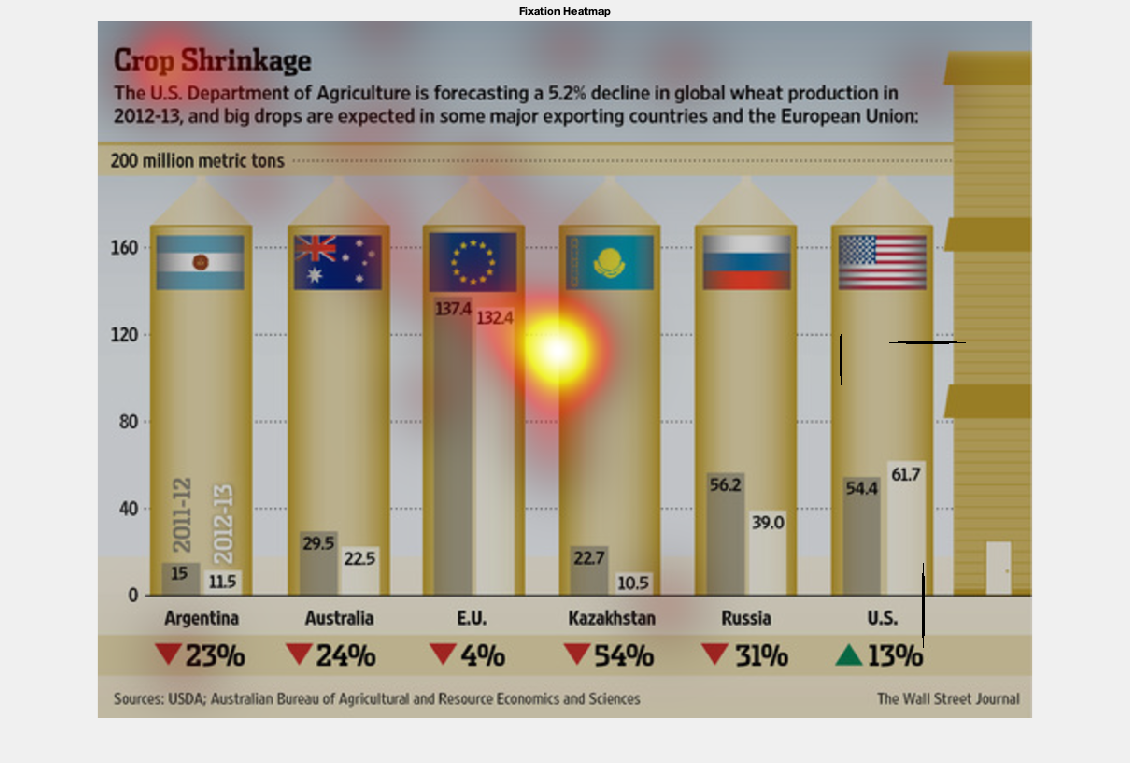 Fixation Heatmap
Crop Shrinkage
The U.S. Department of Agriculture is forecasting a 5.2% decline in global wheat production in
2012-13, and big drops are expected in some major exporting countries and the European Union:
200 million metric tons
160
120
80
40
0
2011-12
2012-13
15
11.5
29.5
22.5
137.4
132.4
22.7
10.5
56.2
39.0
54.4
61.7
Argentina
Australia
E.U.
Kazakhstan
Russia
U.S.
23%
24%
4%
54%
31%
13%
Sources: USDA; Australian Bureau of Agricultural and Resource Economics and Sciences
The Wall Street Journal